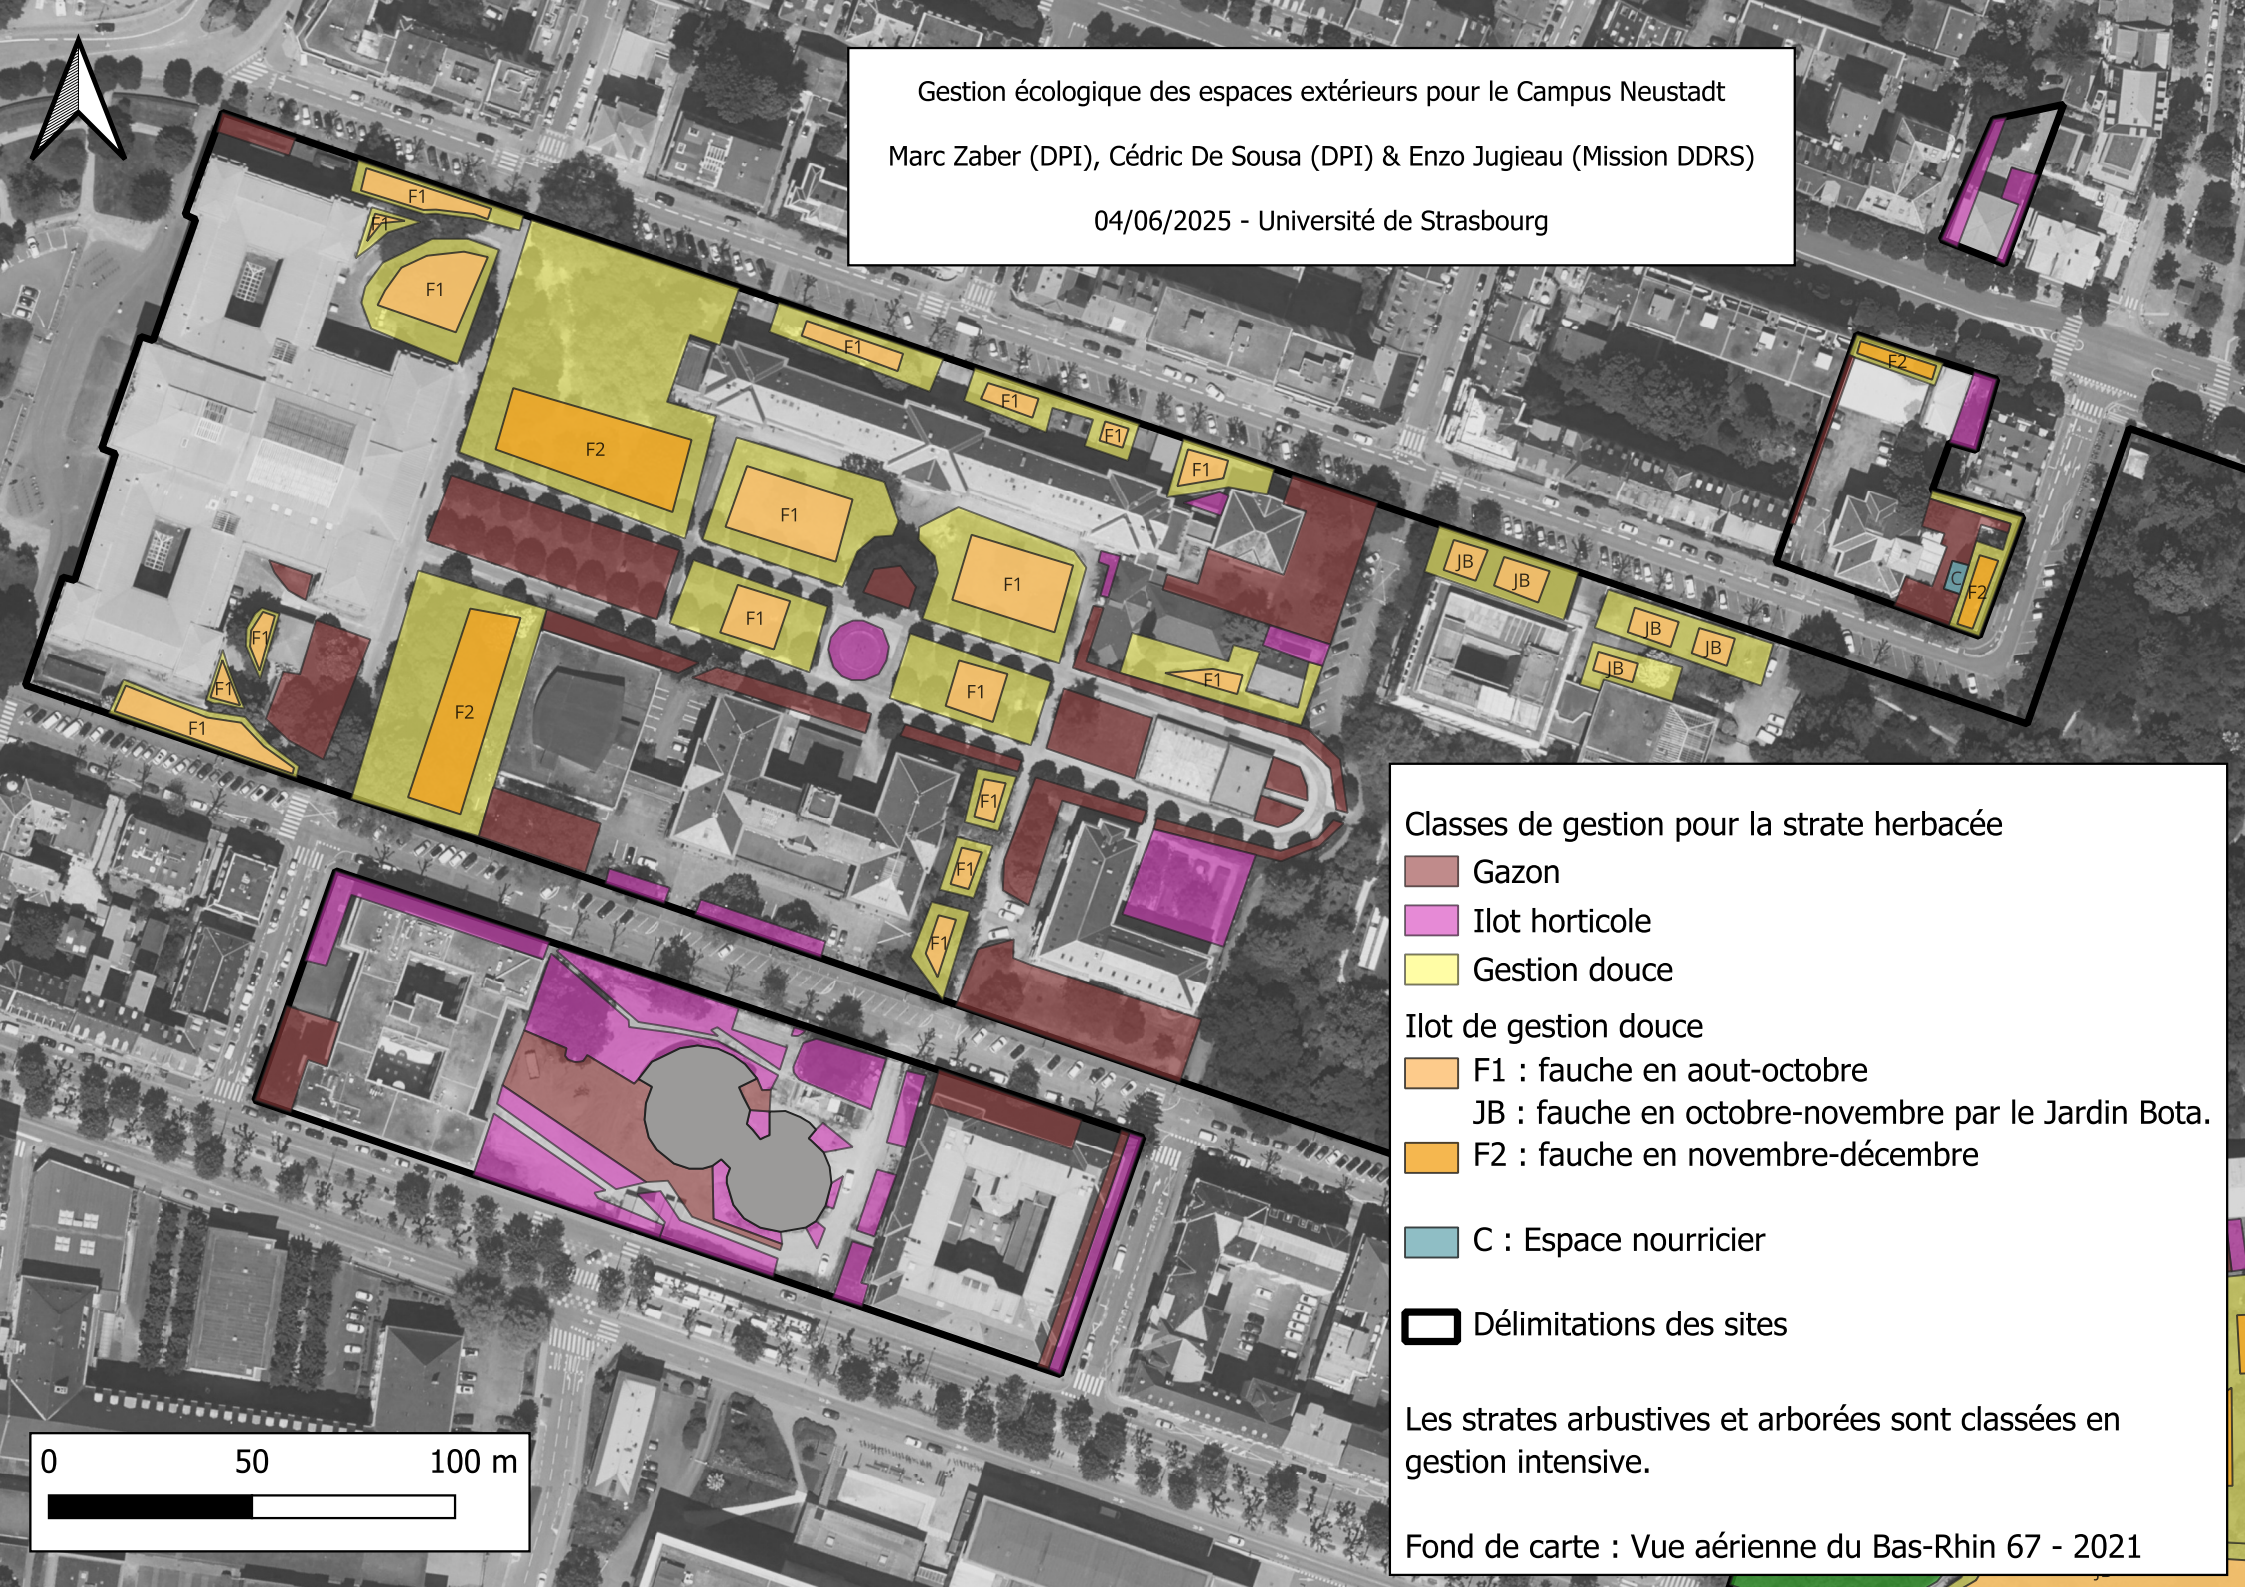 Gestion écologique des espaces extérieurs pour le Campus Neustadt
Marc Zaber (DPI), Cédric De Sousa (DPI) & Enzo Jugieau (Mission DDRS)
04/06/2025 - Université de Strasbourg
F1
F1
F1
F1
F2
F1
F2
F1
F1
F1
F2
F1
F1
JB
JB
C
F2
F1
F1
JB
JB
F1
JB
F1
F1
F1
F2
F1
F1
F1
F1
Classes de gestion pour la strate herbacée
Gazon
Ilot horticole
Gestion douce
Ilot de gestion douce
F1 : fauche en aout-octobre
JB : fauche en octobre-novembre par le Jardin Bota.
F2 : fauche en novembre-décembre
C : Espace nourricier
Délimitations des sites
Les strates arbustives et arborées sont classées en
gestion intensive.
Fond de carte : Vue aérienne du Bas-Rhin 67 - 2021
0 50 100 m